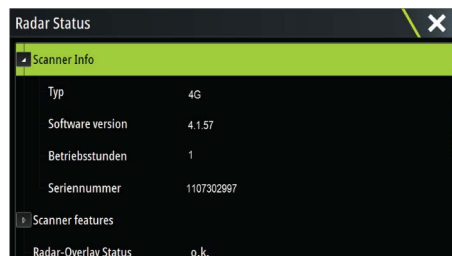 Radar Status
Scanner Info
Typ 4G
Software version 4.1.57
Betriebsstunden 1
Seriennummer 1107302997
Scanner features
Radar-Overlay Status o.k.